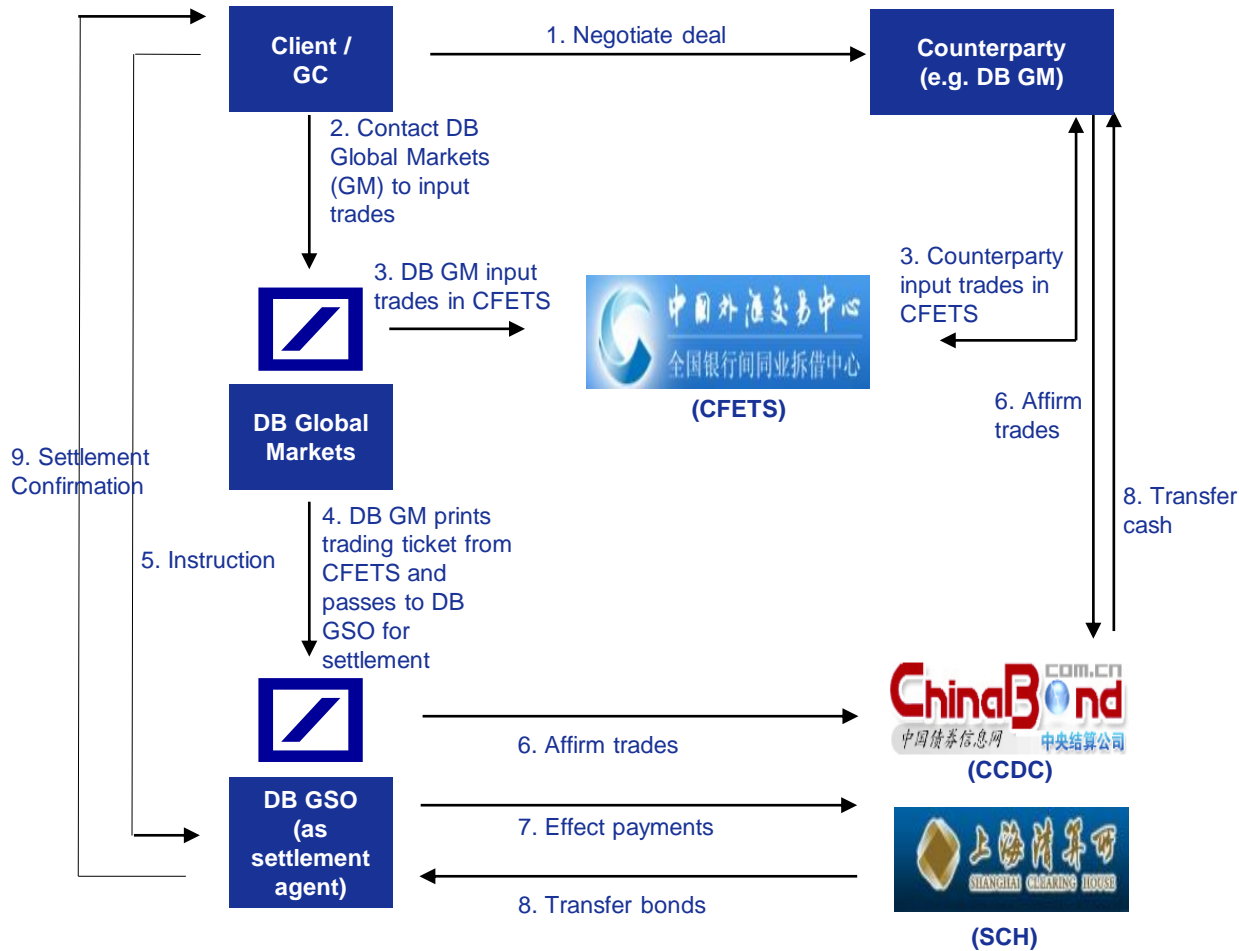 Client /
GC
1. Negotiate deal
Counterparty
(e.g. DB GM)
2. Contact DB
Global Markets
(GM) to input
trades
3. DB GM input
trades in CFETS
中国外汇交易中心
全国银行间同业拆借中心
(CFETS)
3. Counterparty
input trades in
CFETS
DB Global
Markets
6. Affirm
trades
9. Settlement
Confirmation
8. Transfer
cash
4. DB GM prints
trading ticket from
CFETS and
passes to DB
GSO for
settlement
5. Instruction
com.cn
ChinaBond
中国债券信息网
中央结算公司
(CCDC)
6. Affirm trades
DB GSO
(as
settlement
agent)
7. Effect payments
上海清算所
SHANGHAI CLEARING HOUSE
8. Transfer bonds
(SCH)